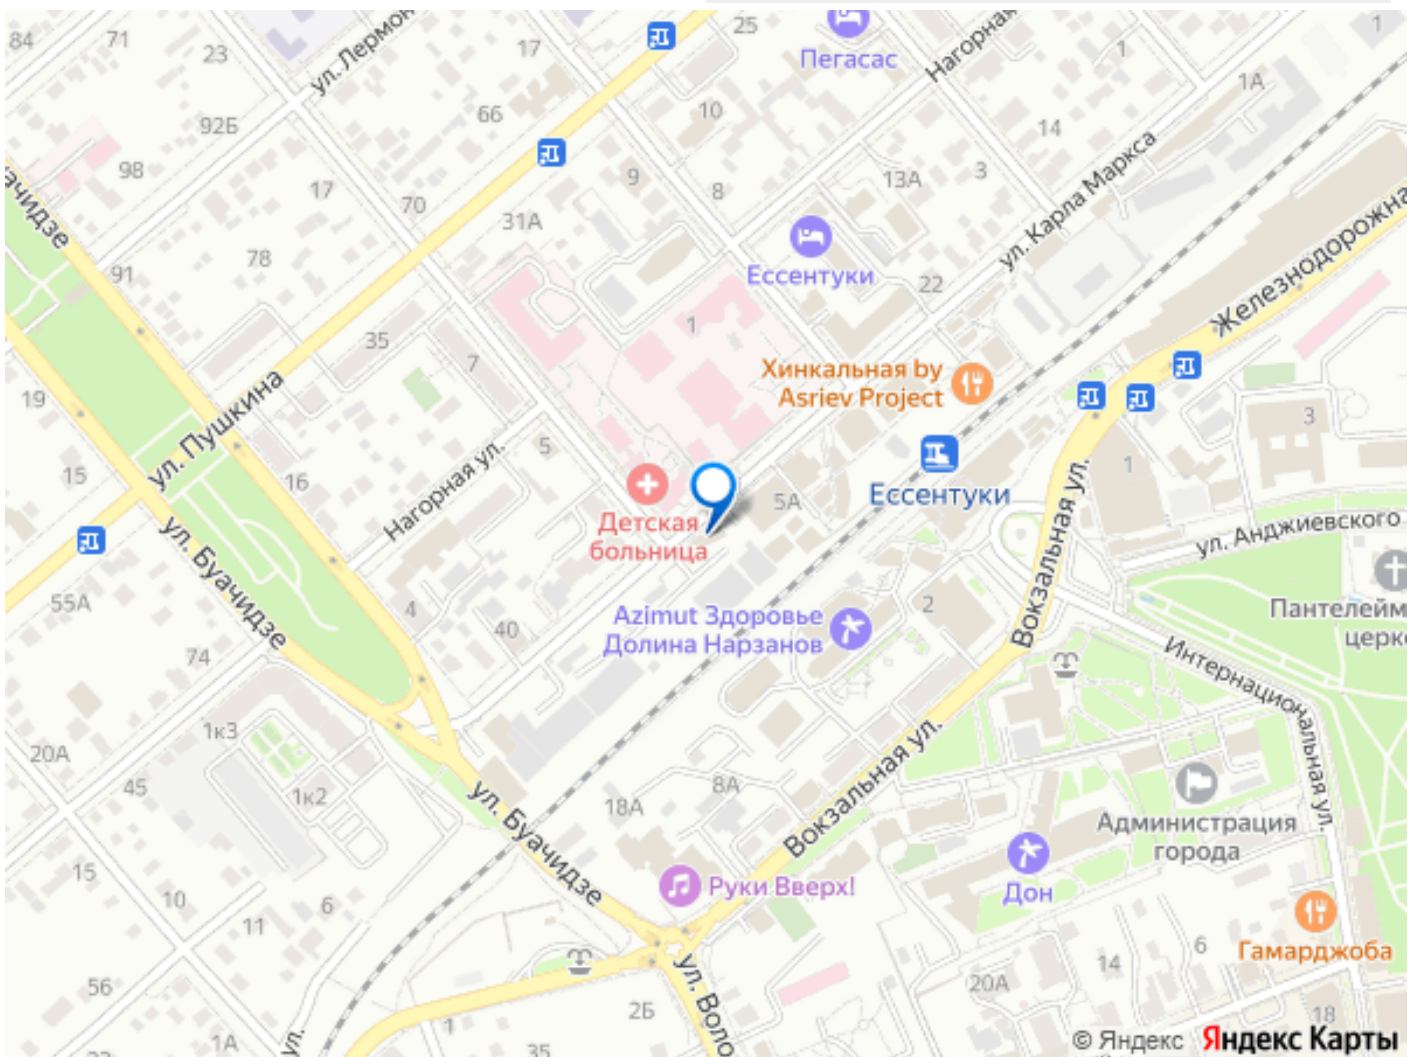 84
71
23
17
25
1
ул. Лермон
Пегасас
Нагорная
1
1А
66
10
92Б
14
98
ачидзе
17
70
9
8
13А
3
ул. Карла Маркса
31А
78
91
Ессентуки
22
Железнодорожна
35
7
1
Хинкальная by
Asriev Project
19
ул. Пушкина
3
15
16
Нагорная ул.
5
5А
Ессентуки
1
Детская
больница
ул. Анджиевского
ул. Буачидзе
Вокзальная ул.
55А
4
40
Azimut Здоровье
Долина Нарзанов
2
Пантелейм
церк
74
Интернациональная ул.
1к3
20А
45
1к2
18А
8А
Вокзальная ул.
Администрация
города
ул. Буачидзе
15
10
11
6
Руки Вверх!
Дон
Гамарджоба
56
20А
14
6
ул. Воло
2Б
1
1А
ул.
35
18
© Яндекс Яндекс Карты